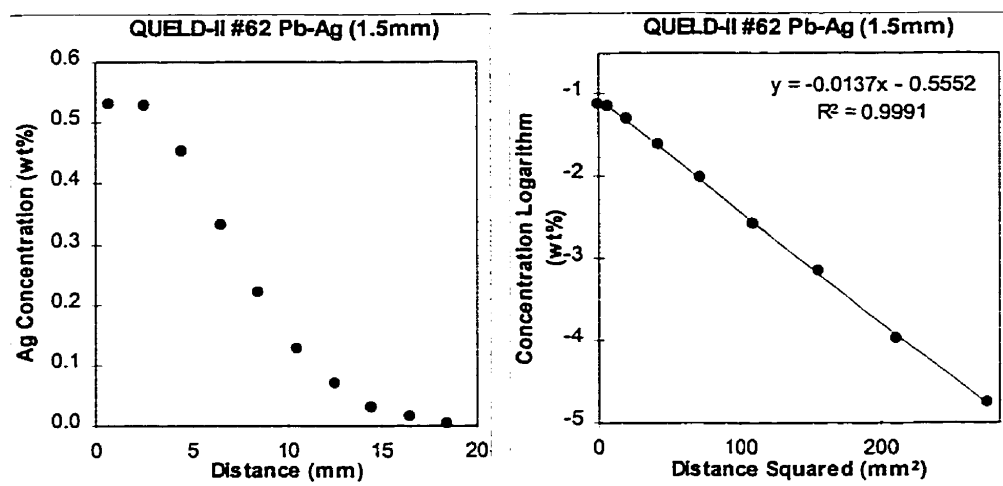 QUELD-II #62 Pb-Ag (1.5mm)
0.6
0.5
0.4
0.3
0.2
0.1
0.0
Ag Concentration (wt%)
0 5 10 15 20
Distance (mm)
QUELD-II #62 Pb-Ag (1.5mm)
y = -0.0137x - 0.5552
R² = 0.9991
-1
-2
-3
-4
-5
Concentration Logarithm
(wt%)
0 100 200
Distance Squared (mm²)